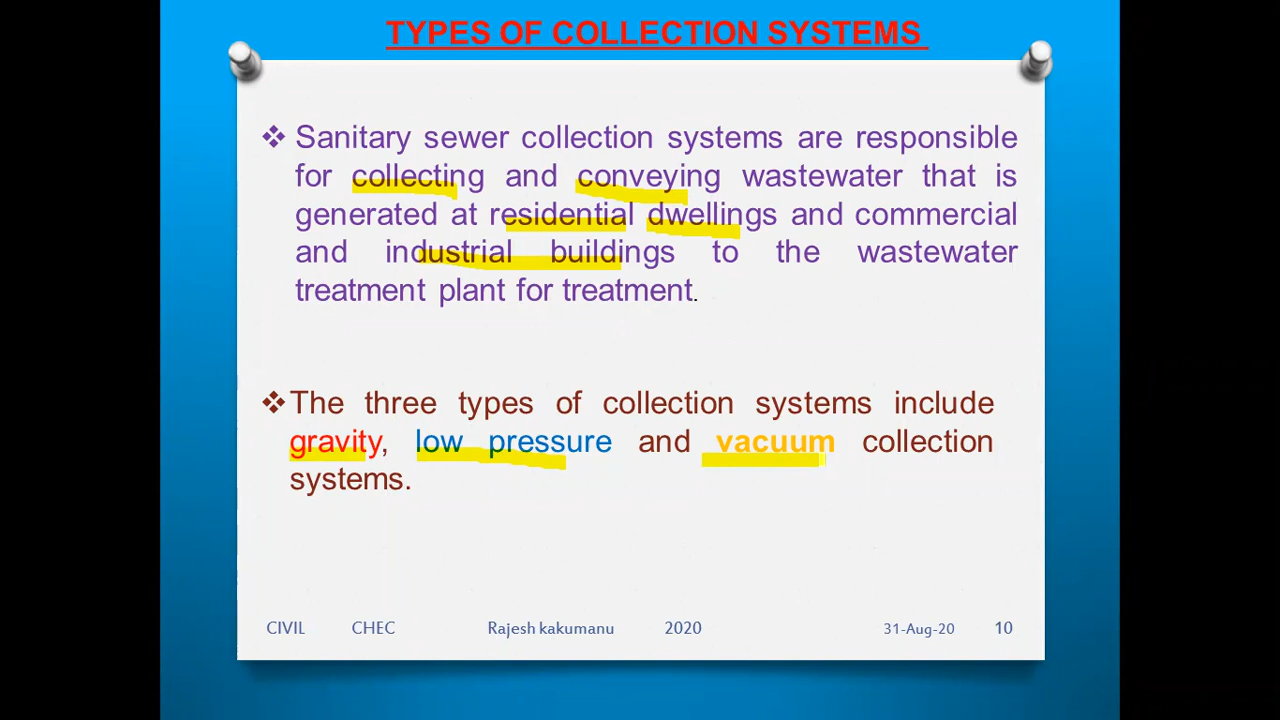 TYPES OF COLLECTION SYSTEMS
❖ Sanitary sewer collection systems are responsible
for collecting and conveying wastewater that is
generated at residential dwellings and commercial
and industrial buildings to the wastewater
treatment plant for treatment.
❖ The three types of collection systems include
gravity, low pressure and vacuum collection
systems.
CIVIL CHEC Rajesh kakumanu 2020 31-Aug-20 10